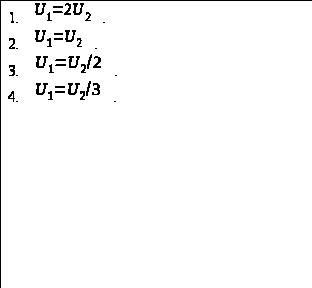 1. U₁=2U₂ .
2. U₁=U₂ .
3. U₁=U₂/2 .
4. U₁=U₂/3 .